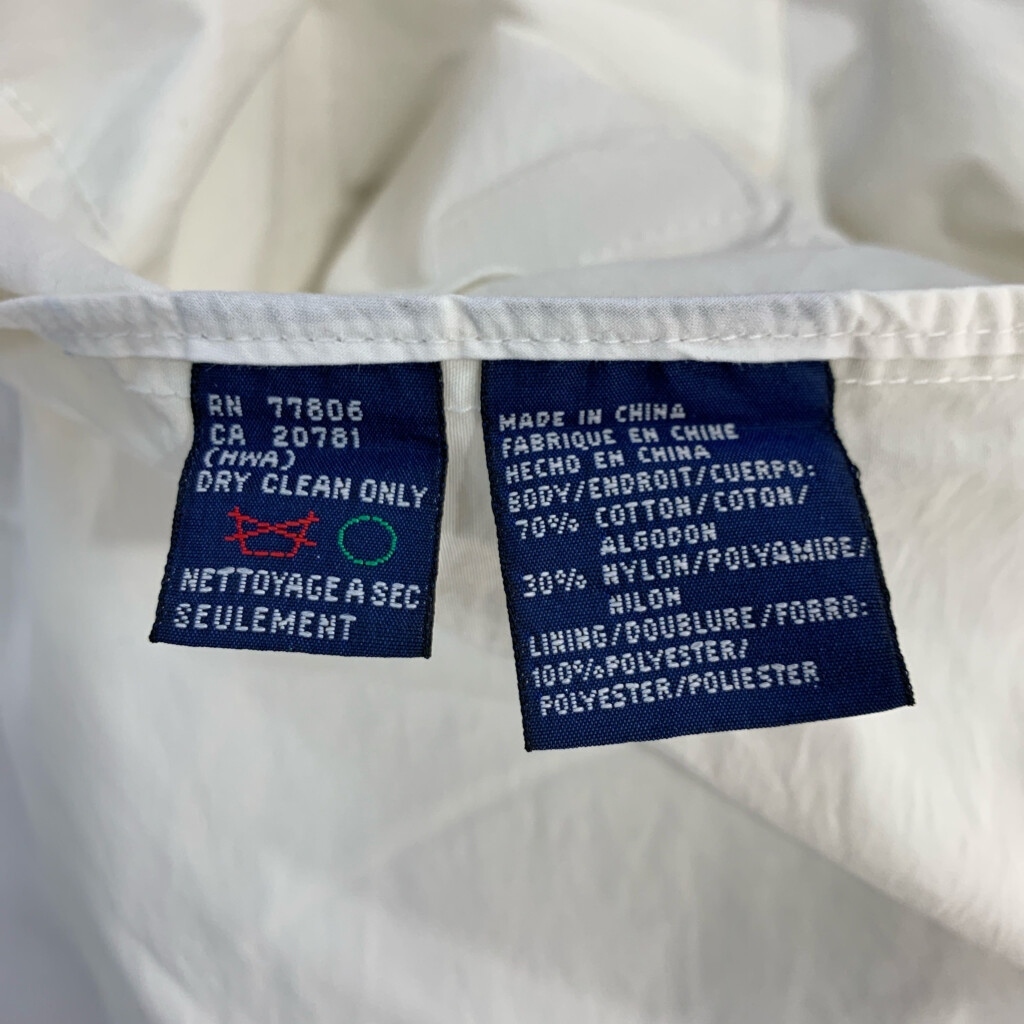 RN 77806
CA 20781
(HWA)
DRY CLEAN ONLY
NETTOYAGE A SEC
SEULEMENT
MADE IN CHINA
FABRIQUE EN CHINE
HECHO EN CHINA
BODY/ENDROIT/CUERPO:
70% COTTON/COTON/
ALGODON
30% NYLON/POLYAMIDE/
NILON
LINING/DOUBLURE/FORRO:
100%POLYESTER/
POLYESTER/POLIESTER